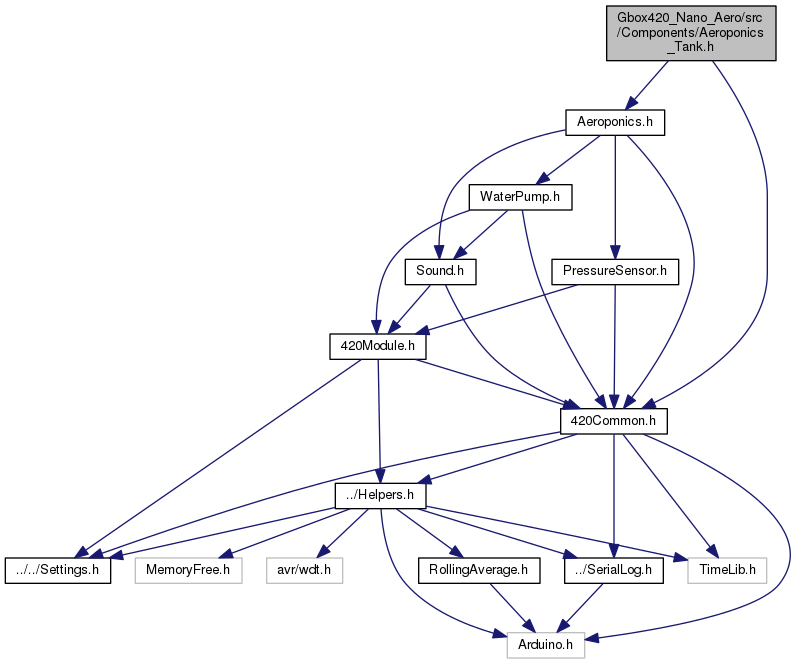 Gbox420_Nano_Aero/src
/Components/Aeroponics
_Tank.h
Aeroponics.h
WaterPump.h
Sound.h
PressureSensor.h
420Module.h
420Common.h
../Helpers.h
../../Settings.h
MemoryFree.h
avr/wdt.h
RollingAverage.h
../SerialLog.h
TimeLib.h
Arduino.h